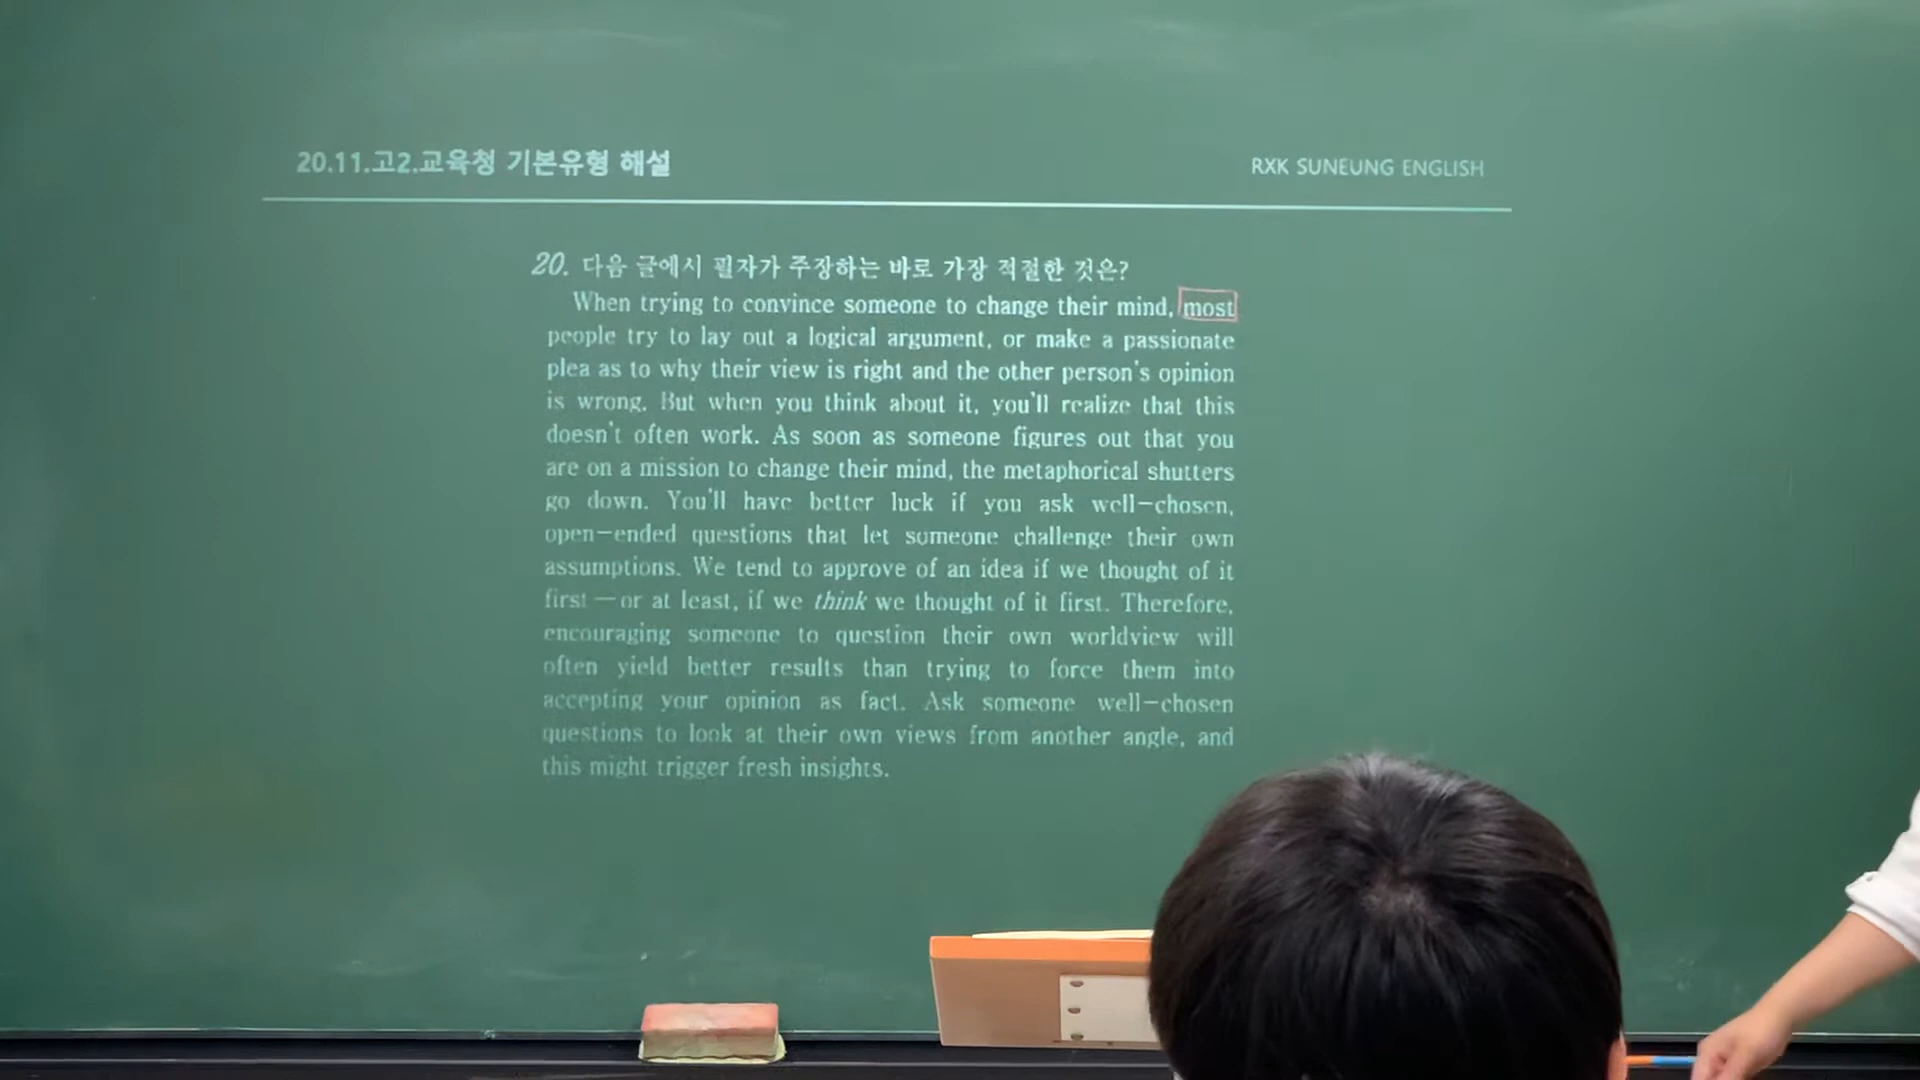 20.11.고2.교육청 기본유형 해설
RXK SUNEUNG ENGLISH
20. 다음 글에서 필자가 주장하는 바로 가장 적절한 것은?
When trying to convince someone to change their mind, most
people try to lay out a logical argument, or make a passionate
plea as to why their view is right and the other person's opinion
is wrong. But when you think about it, you'll realize that this
doesn't often work. As soon as someone figures out that you
are on a mission to change their mind, the metaphorical shutters
go down. You'll have better luck if you ask well-chosen,
open-ended questions that let someone challenge their own
assumptions. We tend to approve of an idea if we thought of it
first—or at least, if we think we thought of it first. Therefore,
encouraging someone to question their own worldview will
often yield better results than trying to force them into
accepting your opinion as fact. Ask someone well-chosen
questions to look at their own views from another angle, and
this might trigger fresh insights.